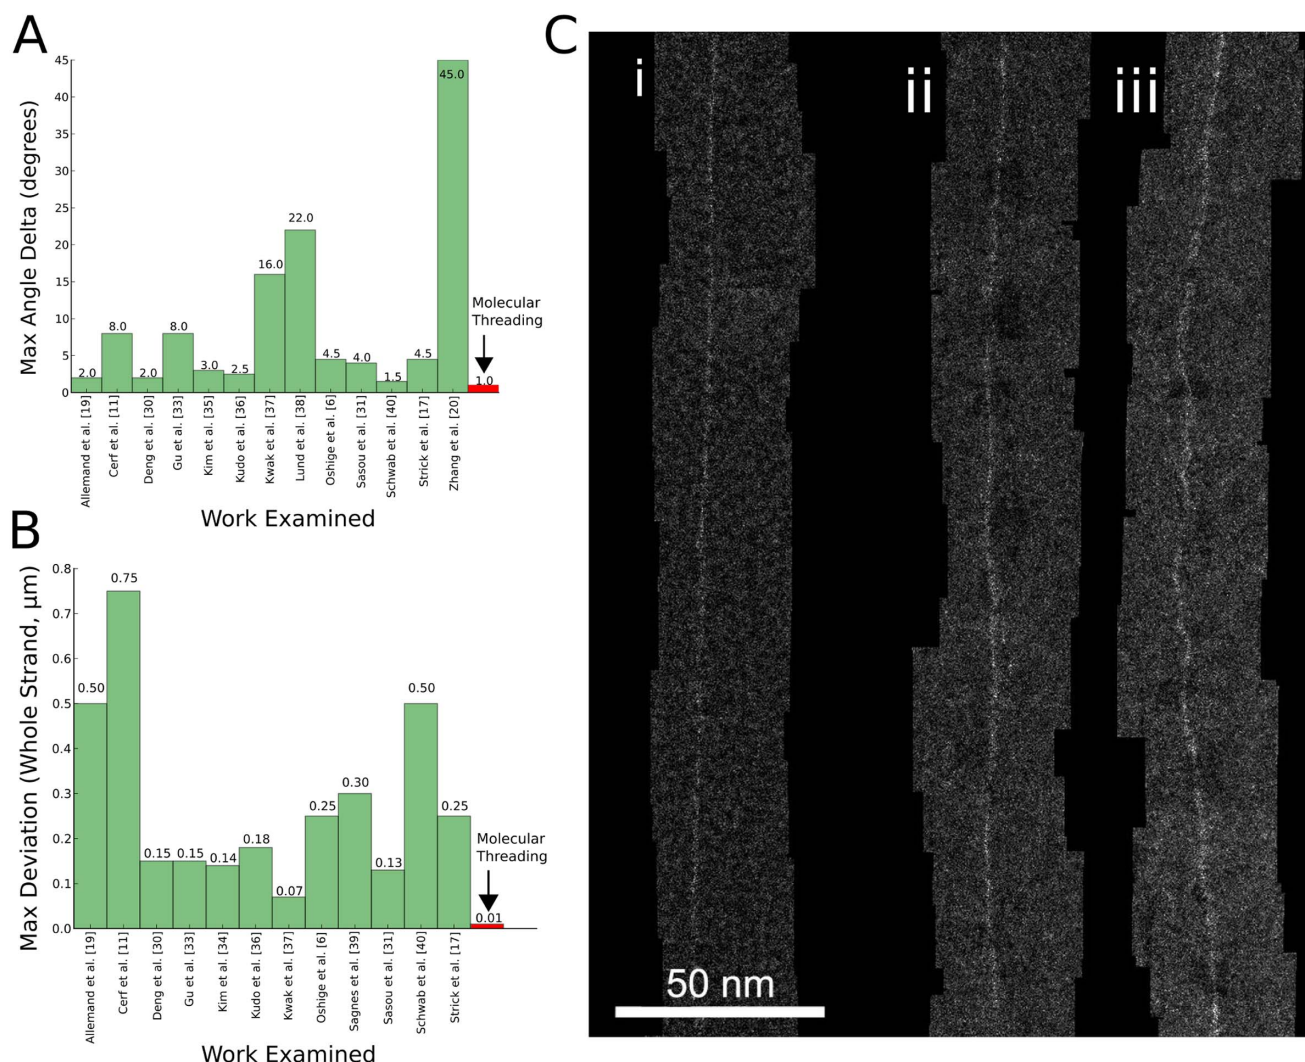 A
Max Angle Delta (degrees)
45
40
35
30
25
20
15
10
5
0
2.0
8.0
2.0
8.0
3.0
2.5
16.0
22.0
4.5
4.0
1.5
4.5
45.0
1.0
Molecular
Threading
Allemand et al. [19]
Cerf et al. [11]
Deng et al. [30]
Gu et al. [33]
Kim et al. [35]
Kudo et al. [36]
Kwak et al. [37]
Lund et al. [38]
Oshige et al. [6]
Sasou et al. [31]
Schwab et al. [40]
Strick et al. [17]
Zhang et al. [20]
Work Examined
B
Max Deviation (Whole Strand, μm)
0.8
0.7
0.6
0.5
0.4
0.3
0.2
0.1
0.0
0.50
0.75
0.15
0.15
0.14
0.18
0.07
0.25
0.30
0.13
0.50
0.25
0.01
Molecular
Threading
Allemand et al. [19]
Cerf et al. [11]
Deng et al. [30]
Gu et al. [33]
Kim et al. [34]
Kudo et al. [36]
Kwak et al. [37]
Oshige et al. [6]
Sagnes et al. [39]
Sasou et al. [31]
Schwab et al. [40]
Strick et al. [17]
Work Examined
C
i
ii
iii
50 nm